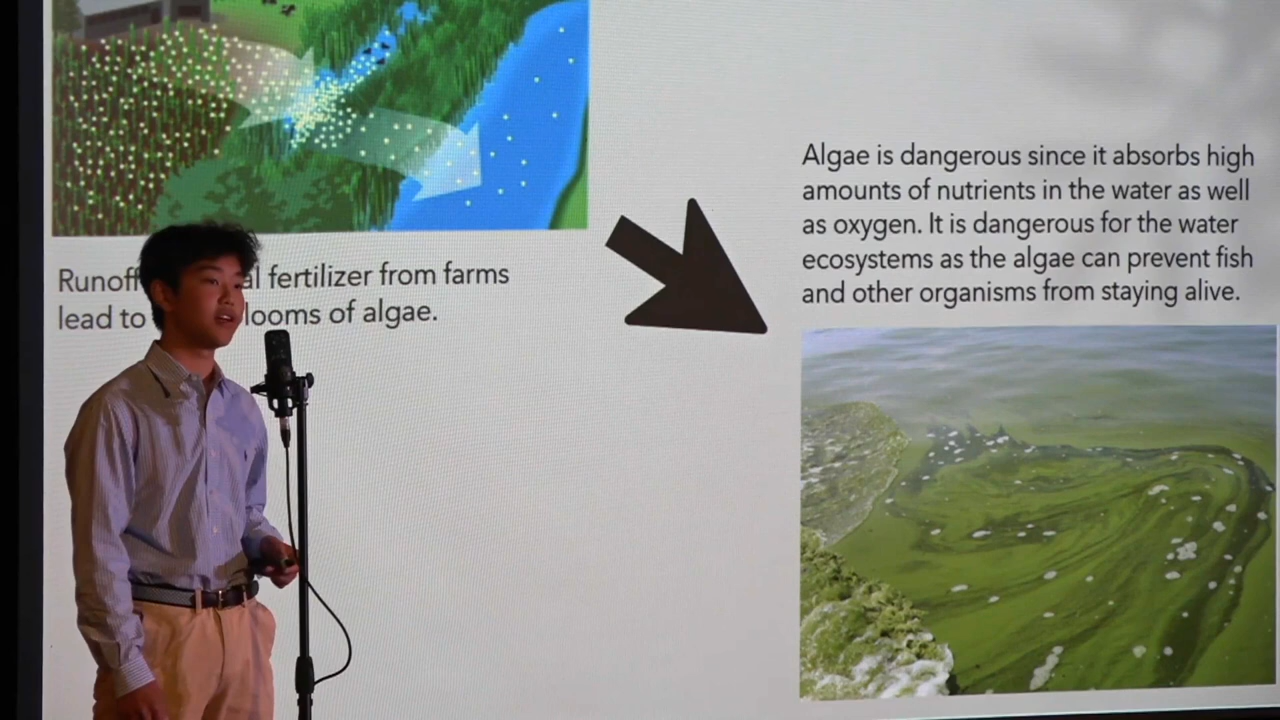 Runoff fertilizer from farms
lead to looms of algae.
Algae is dangerous since it absorbs high
amounts of nutrients in the water as well
as oxygen. It is dangerous for the water
ecosystems as the algae can prevent fish
and other organisms from staying alive.